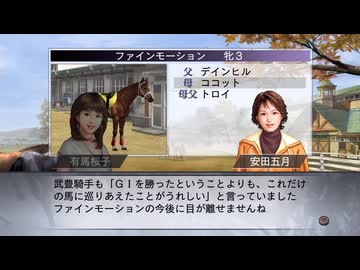 ファインモーション　牝３
父 デインヒル
母 ココット
母父 トロイ
有馬桜子
安田五月
武豊騎手も「ＧⅠを勝ったということよりも、これだけ
の馬に巡りあえたことがうれしい」と言っていました
ファインモーションの今後に目が離せませんね